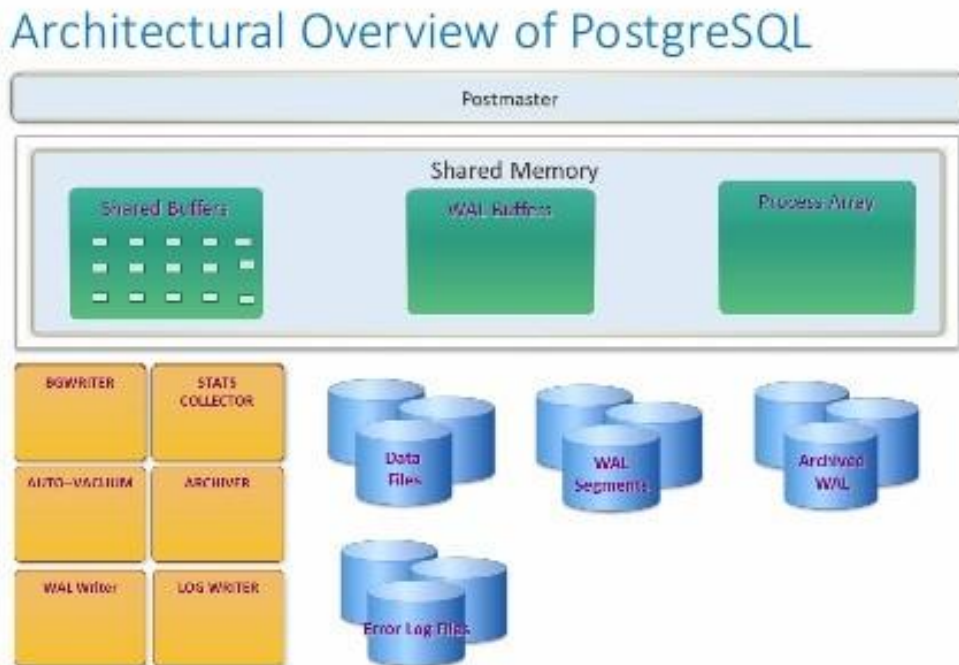 Architectural Overview of PostgreSQL
Postmaster
Shared Memory
Shared Buffers
WAL Buffers
Process Array
BGWRITER
STATS
COLLECTOR
AUTO-VACUUM
ARCHIVER
WAL Writer
LOG WRITER
Data
Files
WAL
Segments
Archived
WAL
Error Log Files